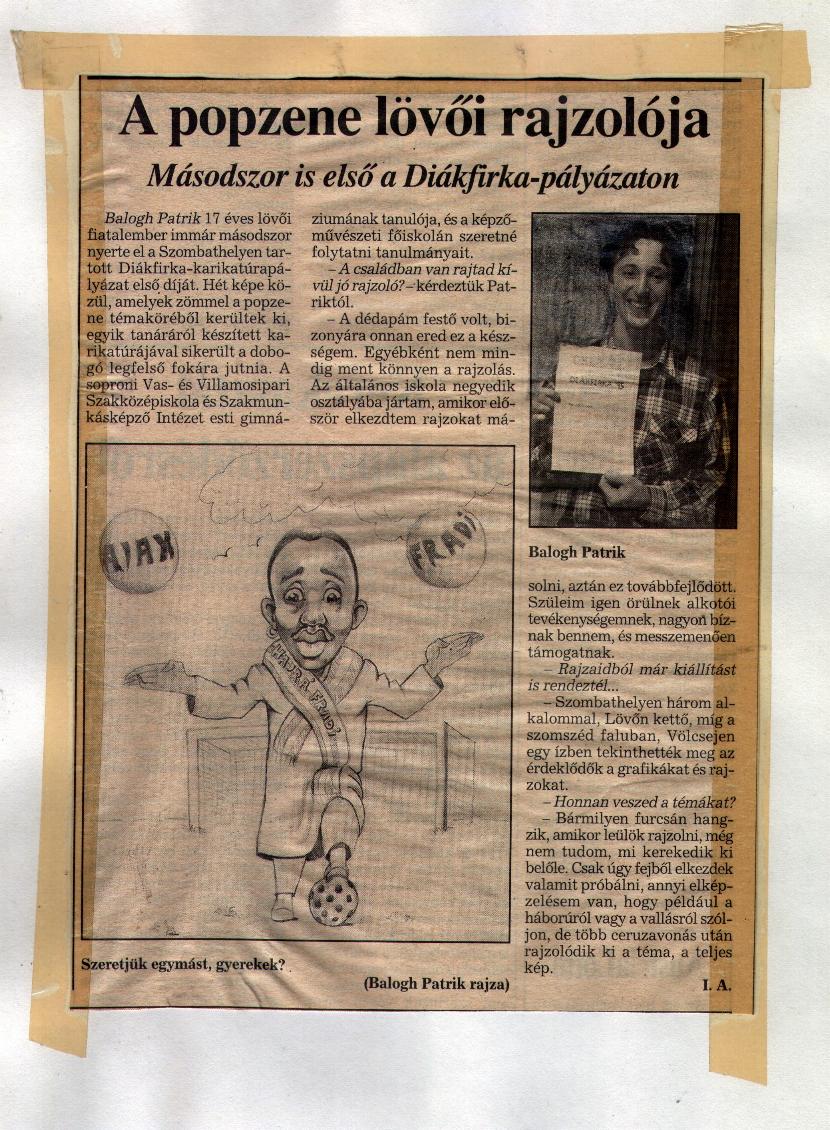 A popzene lövői rajzolója
Másodszor is első a Diákfirka-pályázaton
Balogh Patrik 17 éves lövői
fiatalember immár másodszor
nyerte el a Szombathelyen tar-
tott Diákfirka-karikatúrapá-
lyázat első díját. Hét képe kö-
zül, amelyek zömmel a popze-
ne témaköréből kerültek ki,
egyik tanáráról készített ka-
rikatúrájával sikerült a dobo-
gó legfelső fokára jutnia. A
soproni Vas- és Villamosipari
Szakközépiskola és Szakmun-
kásképző Intézet esti gimná-
ziumának tanulója, és a képző-
művészeti főiskolán szeretné
folytatni tanulmányait.
– A családban van rajtad kí-
vül jó rajzoló? – kérdeztük Pat-
riktól.
– A dédapám festő volt, bi-
zonyára onnan ered ez a kész-
ségem. Egyébként nem min-
dig ment könnyen a rajzolás.
Az általános iskola negyedik
osztályába jártam, amikor elő-
ször elkezdtem rajzokat má-
DIÁKFIRKA '95
Balogh Patrik
solni, aztán ez továbbfejlődött.
Szüleim igen örülnek alkotói
tevékenységemnek, nagyon bíz-
nak bennem, és messzemenően
támogatnak.
– Rajzaidból már kiállítást
is rendeztél...
– Szombathelyen három al-
kalommal, Lövőn kettő, míg a
szomszéd faluban, Völcsejen
egy ízben tekinthették meg az
érdeklődők a grafikákat és raj-
zokat.
– Honnan veszed a témákat?
– Bármilyen furcsán hang-
zik, amikor leülök rajzolni, még
nem tudom, mi kerekedik ki
belőle. Csak úgy fejből elkezdek
valamit próbálni, annyi elkép-
zelésem van, hogy például a
háborúról vagy a vallásról szól-
jon, de több ceruzavonás után
rajzolódik ki a téma, a teljes
kép.
I. A.
AJAX
FRADI
HAJRÁ FRADI
Szeretjük egymást, gyerekek?
(Balogh Patrik rajza)